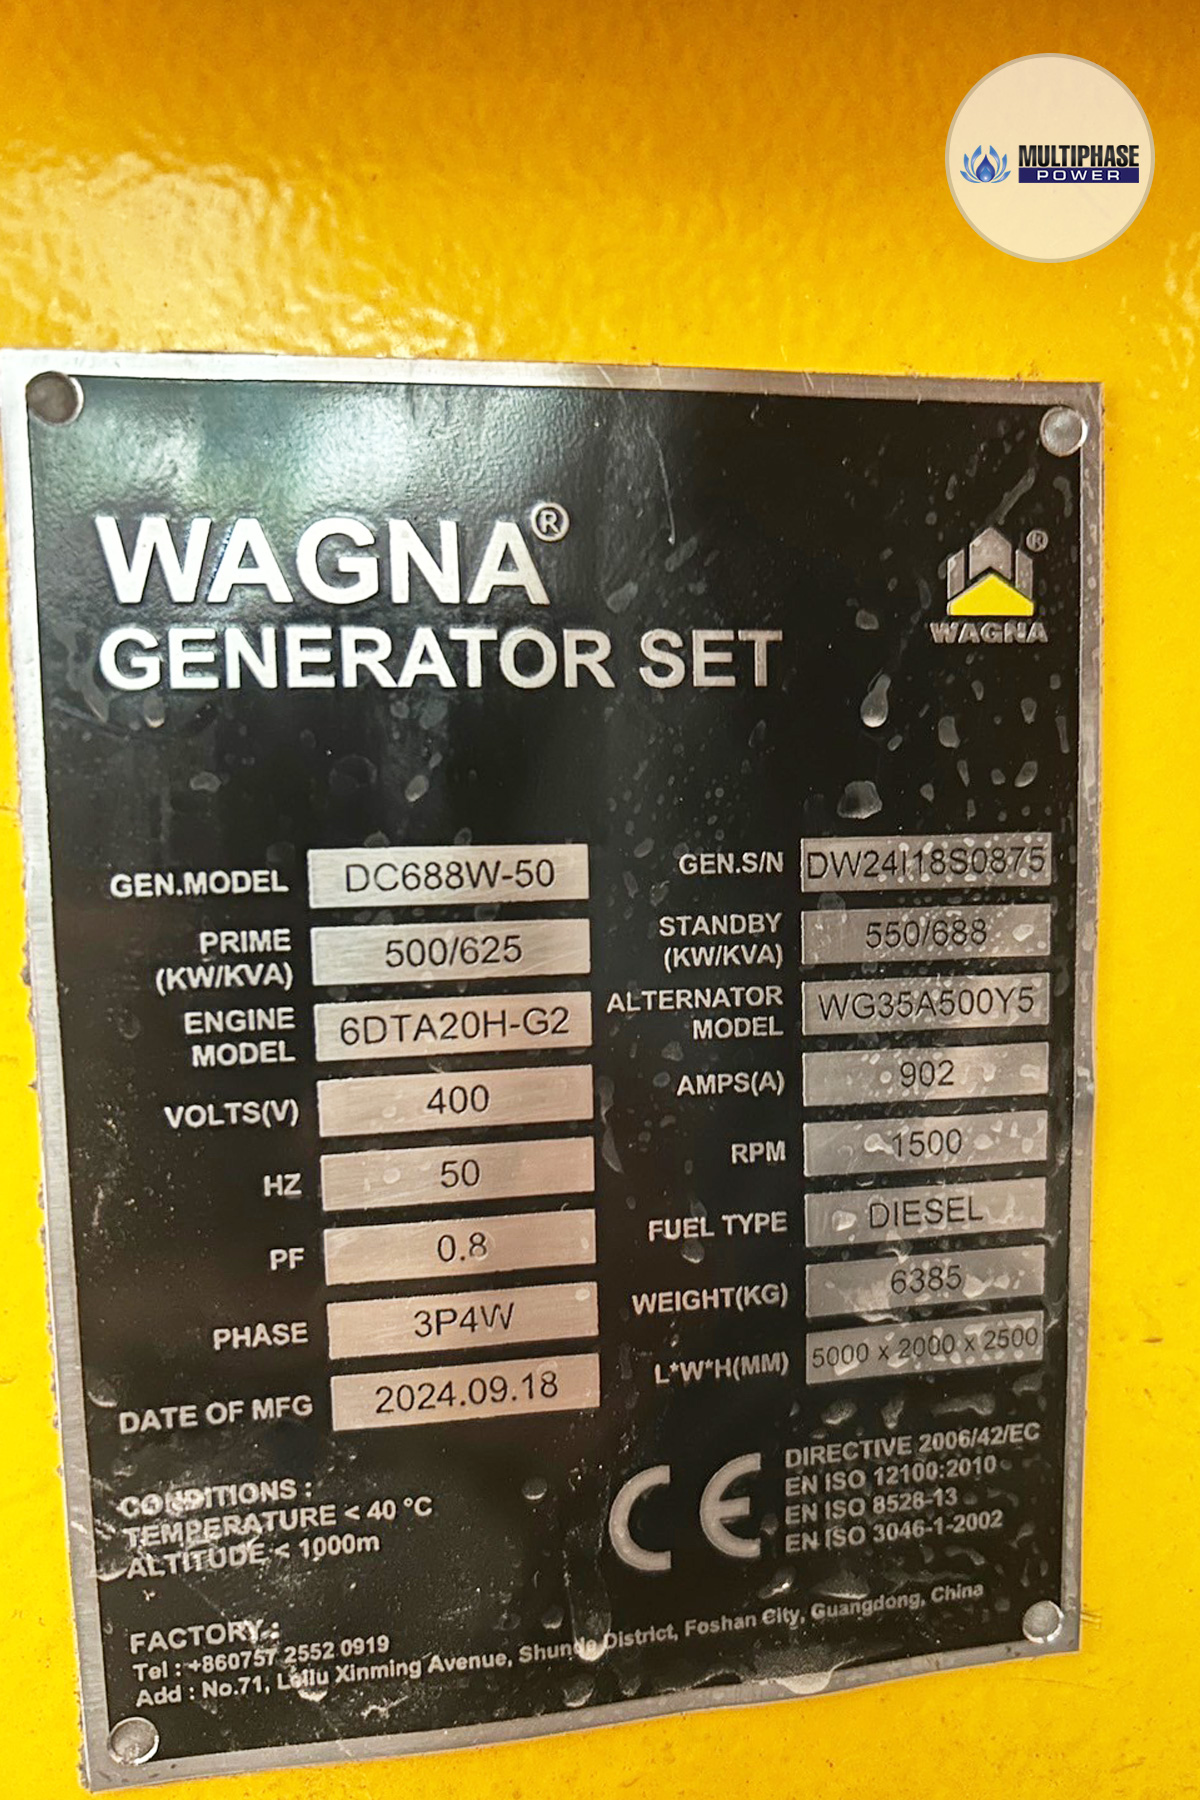 MULTIPHASE
POWER
WAGNA®
GENERATOR SET
®
WAGNA
GEN.MODEL DC688W-50 GEN.S/N DW24I18S0875
PRIME
(KW/KVA) 500/625 STANDBY
(KW/KVA) 550/688
ENGINE
MODEL 6DTA20H-G2 ALTERNATOR
MODEL WG35A500Y5
VOLTS(V) 400 AMPS(A) 902
HZ 50 RPM 1500
PF 0.8 FUEL TYPE DIESEL
PHASE 3P4W WEIGHT(KG) 6385
DATE OF MFG 2024.09.18 L*W*H(MM) 5000 x 2000 x 2500
CONDITIONS :
TEMPERATURE < 40 °C
ALTITUDE < 1000m
CE
DIRECTIVE 2006/42/EC
EN ISO 12100:2010
EN ISO 8528-13
EN ISO 3046-1-2002
FACTORY :
Tel : +860757 2552 0919
Add : No.71, Leliu Xinming Avenue, Shunde District, Foshan City, Guangdong, China